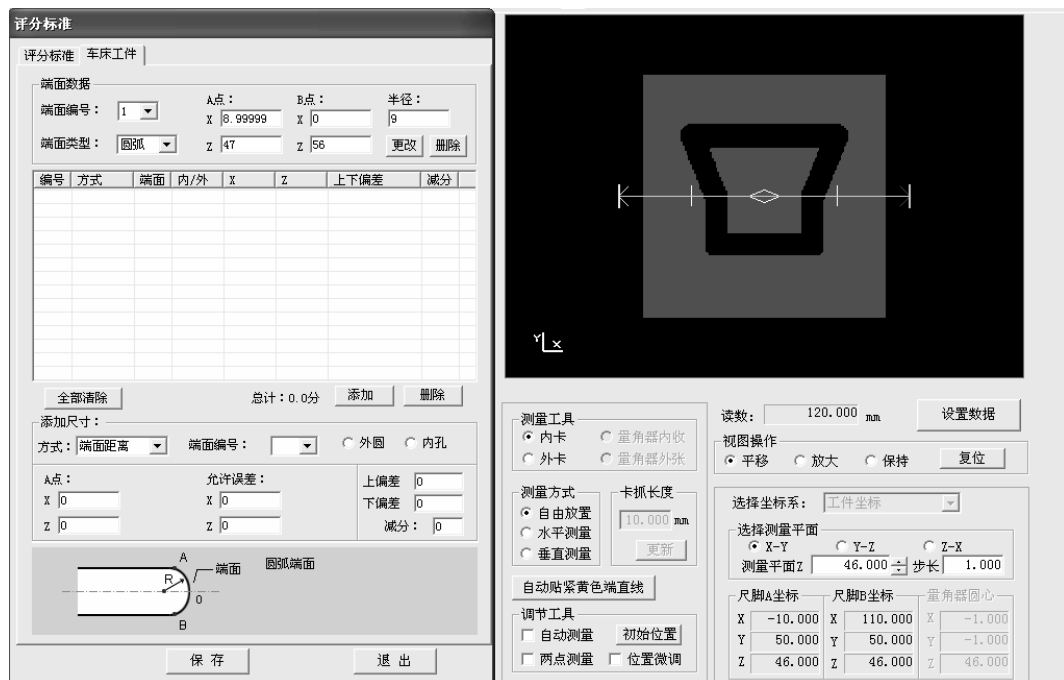 评分标准
评分标准 车床工件
端面数据
端面编号： 1 A点： B点： 半径：
X 8.99999 X 0 9
端面类型： 圆弧 Z 47 Z 56 更改 删除
编号 方式 端面 内/外 X Z 上下偏差 减分
全部清除 总计：0.0分 添加 删除
添加尺寸：
方式： 端面距离 端面编号： 外圆 内孔
A点： 允许误差： 上偏差 0
X 0 X 0 下偏差 0
Z 0 Z 0 减分： 0
A
R 端面 圆弧端面
0
B
保 存 退 出
Y X
测量工具
内卡 量角器内收
外卡 量角器外张
测量方式
自由放置
水平测量
垂直测量
卡抓长度
10.000 mm
更新
自动贴紧黄色端直线
调节工具
自动测量 初始位置
两点测量 位置微调
读数： 120.000 mm 设置数据
视图操作
平移 放大 保持 复位
选择坐标系： 工件坐标
选择测量平面
X-Y Y-Z Z-X
测量平面Z 46.000 步长 1.000
尺脚A坐标 尺脚B坐标 量角器圆心
X -10.000 X 110.000 X -1.000
Y 50.000 Y 50.000 Y -1.000
Z 46.000 Z 46.000 Z 46.000